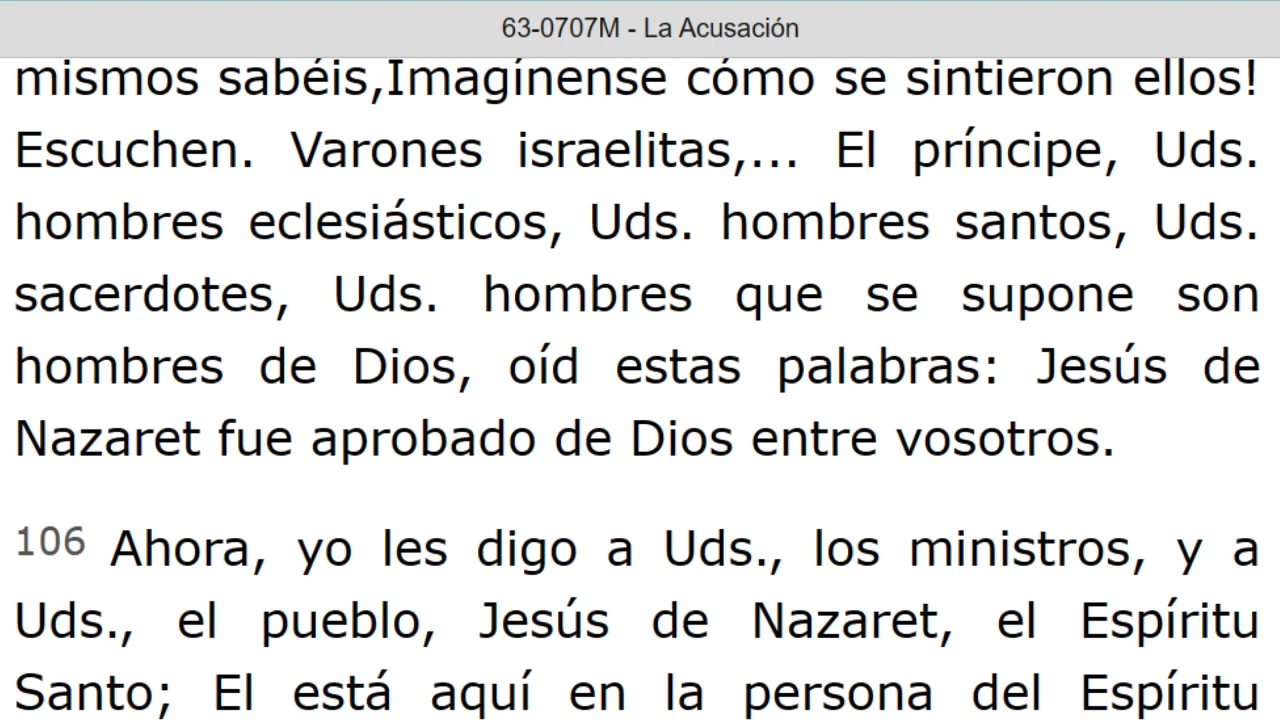 63-0707M - La Acusación
mismos sabéis,Imagínense cómo se sintieron ellos!
Escuchen. Varones israelitas,... El príncipe, Uds.
hombres eclesiásticos, Uds. hombres santos, Uds.
sacerdotes, Uds. hombres que se supone son
hombres de Dios, oíd estas palabras: Jesús de
Nazaret fue aprobado de Dios entre vosotros.
106 Ahora, yo les digo a Uds., los ministros, y a
Uds., el pueblo, Jesús de Nazaret, el Espíritu
Santo; El está aquí en la persona del Espíritu